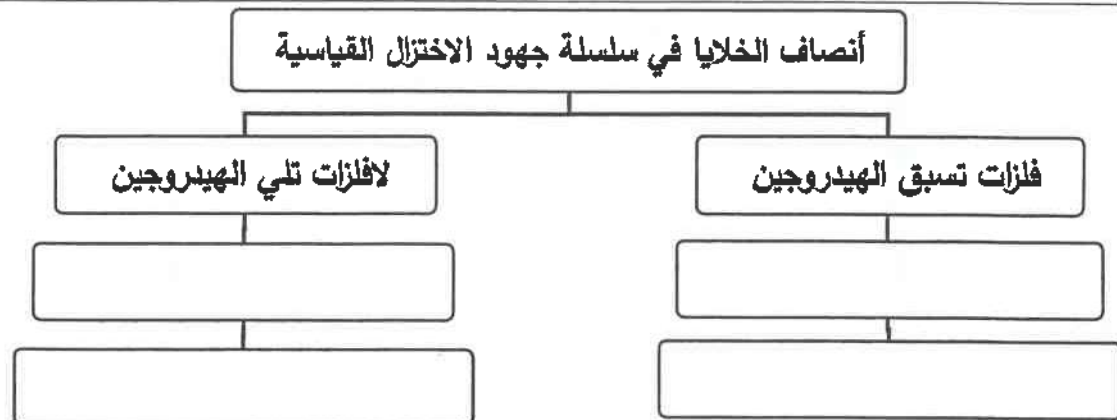 أنصاف الخلايا في سلسلة جهود الاختزال القياسية
فلزات تسبق الهيدروجين
لافلزات تلي الهيدروجين